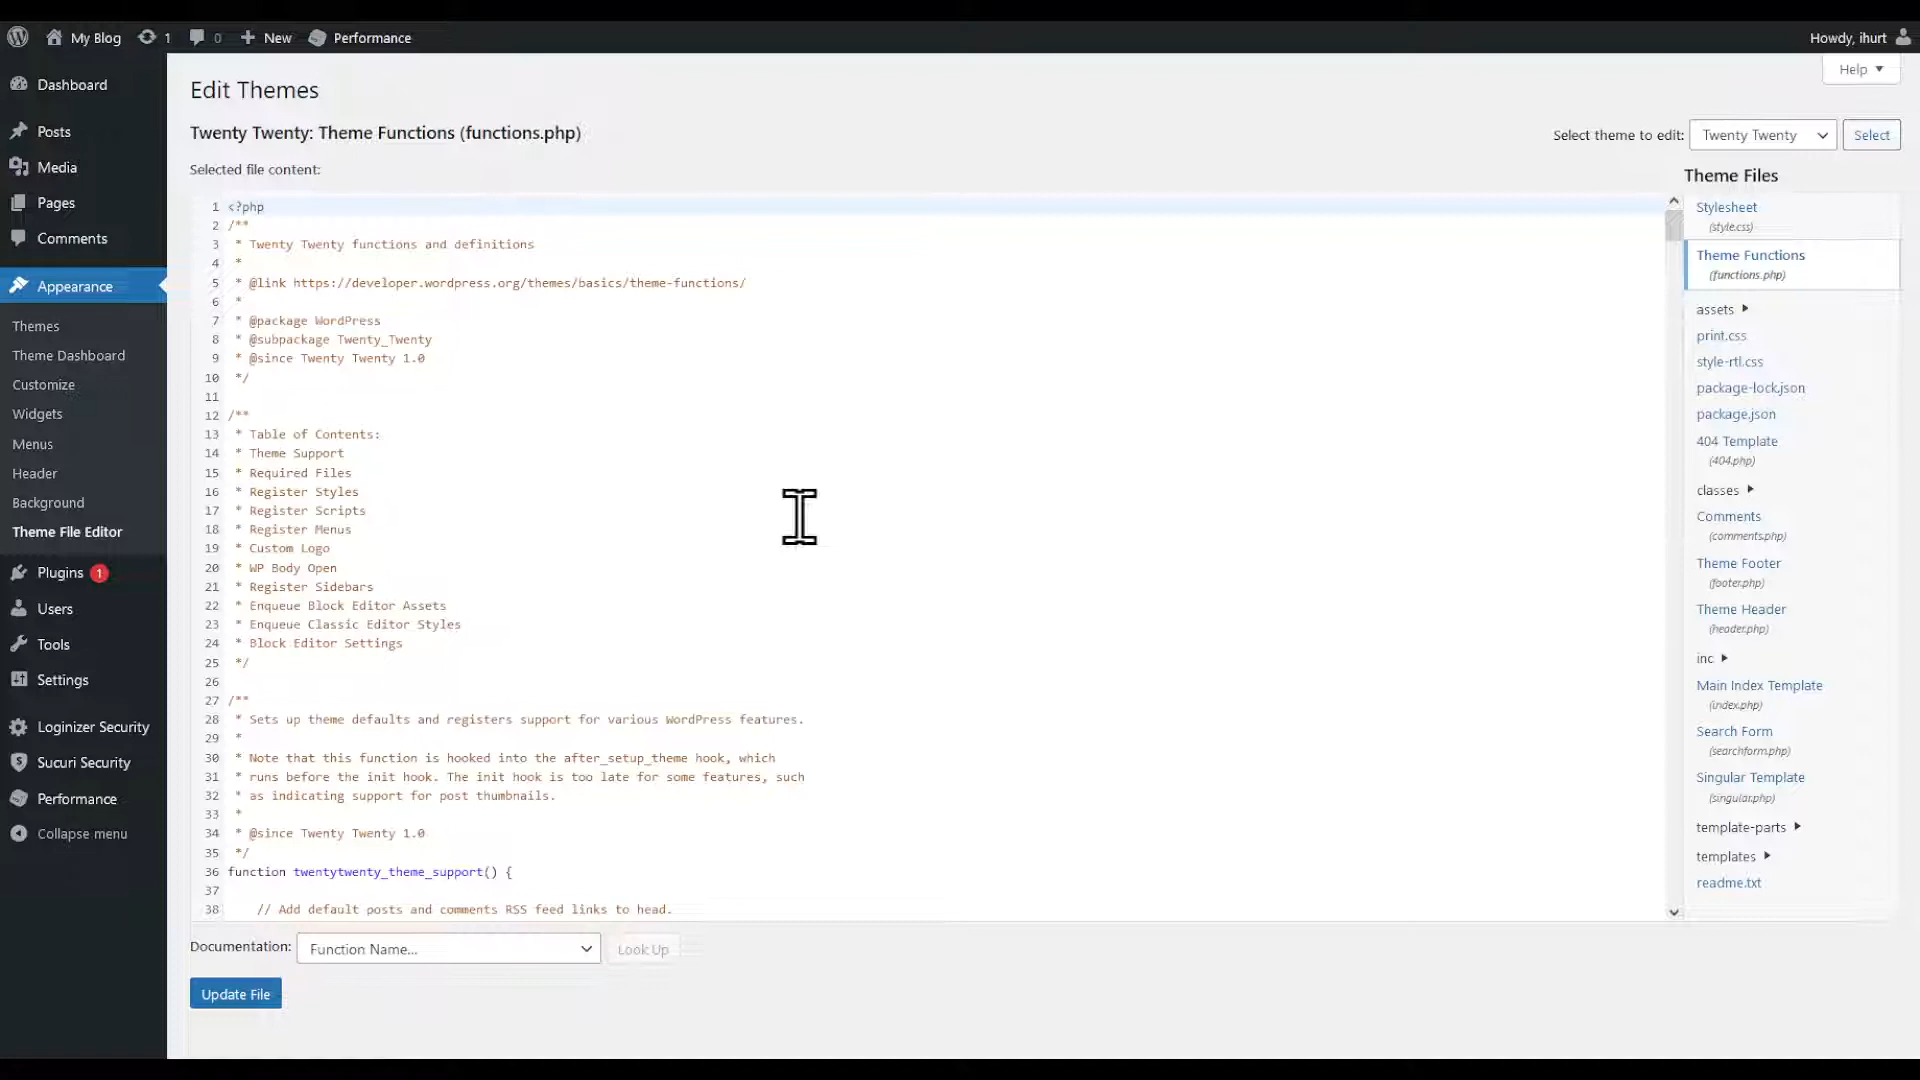 My Blog 1 0 New Performance Howdy, ihurt
Help
Dashboard
Posts
Media
Pages
Comments
Appearance
Themes
Theme Dashboard
Customize
Widgets
Menus
Header
Background
Theme File Editor
Plugins 1
Users
Tools
Settings
Loginizer Security
Sucuri Security
Performance
Collapse menu
Edit Themes
Twenty Twenty: Theme Functions (functions.php)
Select theme to edit: Twenty Twenty Select
Selected file content:
1 <?php
2 /**
3 * Twenty Twenty functions and definitions
4 *
5 * @link https://developer.wordpress.org/themes/basics/theme-functions/
6 *
7 * @package WordPress
8 * @subpackage Twenty_Twenty
9 * @since Twenty Twenty 1.0
10 */
11
12 /**
13 * Table of Contents:
14 * Theme Support
15 * Required Files
16 * Register Styles
17 * Register Scripts
18 * Register Menus
19 * Custom Logo
20 * WP Body Open
21 * Register Sidebars
22 * Enqueue Block Editor Assets
23 * Enqueue Classic Editor Styles
24 * Block Editor Settings
25 */
26
27 /**
28 * Sets up theme defaults and registers support for various WordPress features.
29 *
30 * Note that this function is hooked into the after_setup_theme hook, which
31 * runs before the init hook. The init hook is too late for some features, such
32 * as indicating support for post thumbnails.
33 *
34 * @since Twenty Twenty 1.0
35 */
36 function twentytwenty_theme_support() {
37
38 // Add default posts and comments RSS feed links to head.
Documentation: Function Name... Look Up
Update File
Theme Files
Stylesheet
(style.css)
Theme Functions
(functions.php)
assets
print.css
style-rtl.css
package-lock.json
package.json
404 Template
(404.php)
classes
Comments
(comments.php)
Theme Footer
(footer.php)
Theme Header
(header.php)
inc
Main Index Template
(index.php)
Search Form
(searchform.php)
Singular Template
(singular.php)
template-parts
templates
readme.txt